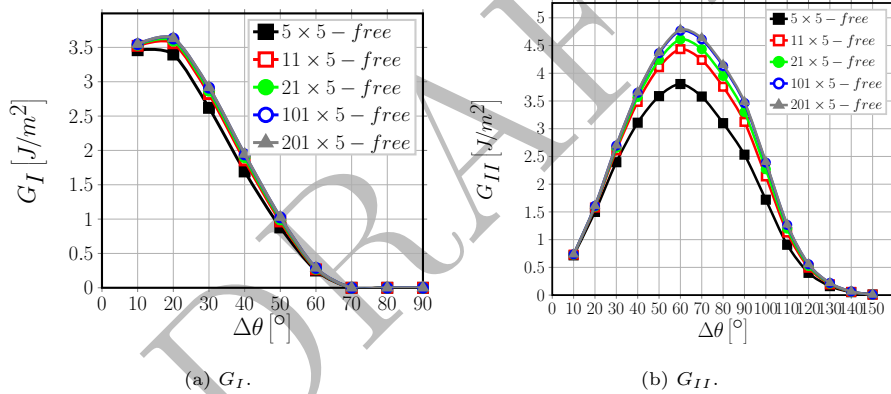 5 × 5 − free
11 × 5 − free
21 × 5 − free
101 × 5 − free
201 × 5 − free
G_I [J/m^2]
3.5
3
2.5
2
1.5
1
0.5
0
0 10 20 30 40 50 60 70 80 90
Δθ [°]
(a) G_I.
5 × 5 − free
11 × 5 − free
21 × 5 − free
101 × 5 − free
201 × 5 − free
G_II [J/m^2]
5
4.5
4
3.5
3
2.5
2
1.5
1
0.5
0
0 10 20 30 40 50 60 70 80 90 100 110 120 130 140 150
Δθ [°]
(b) G_II.
DRAF